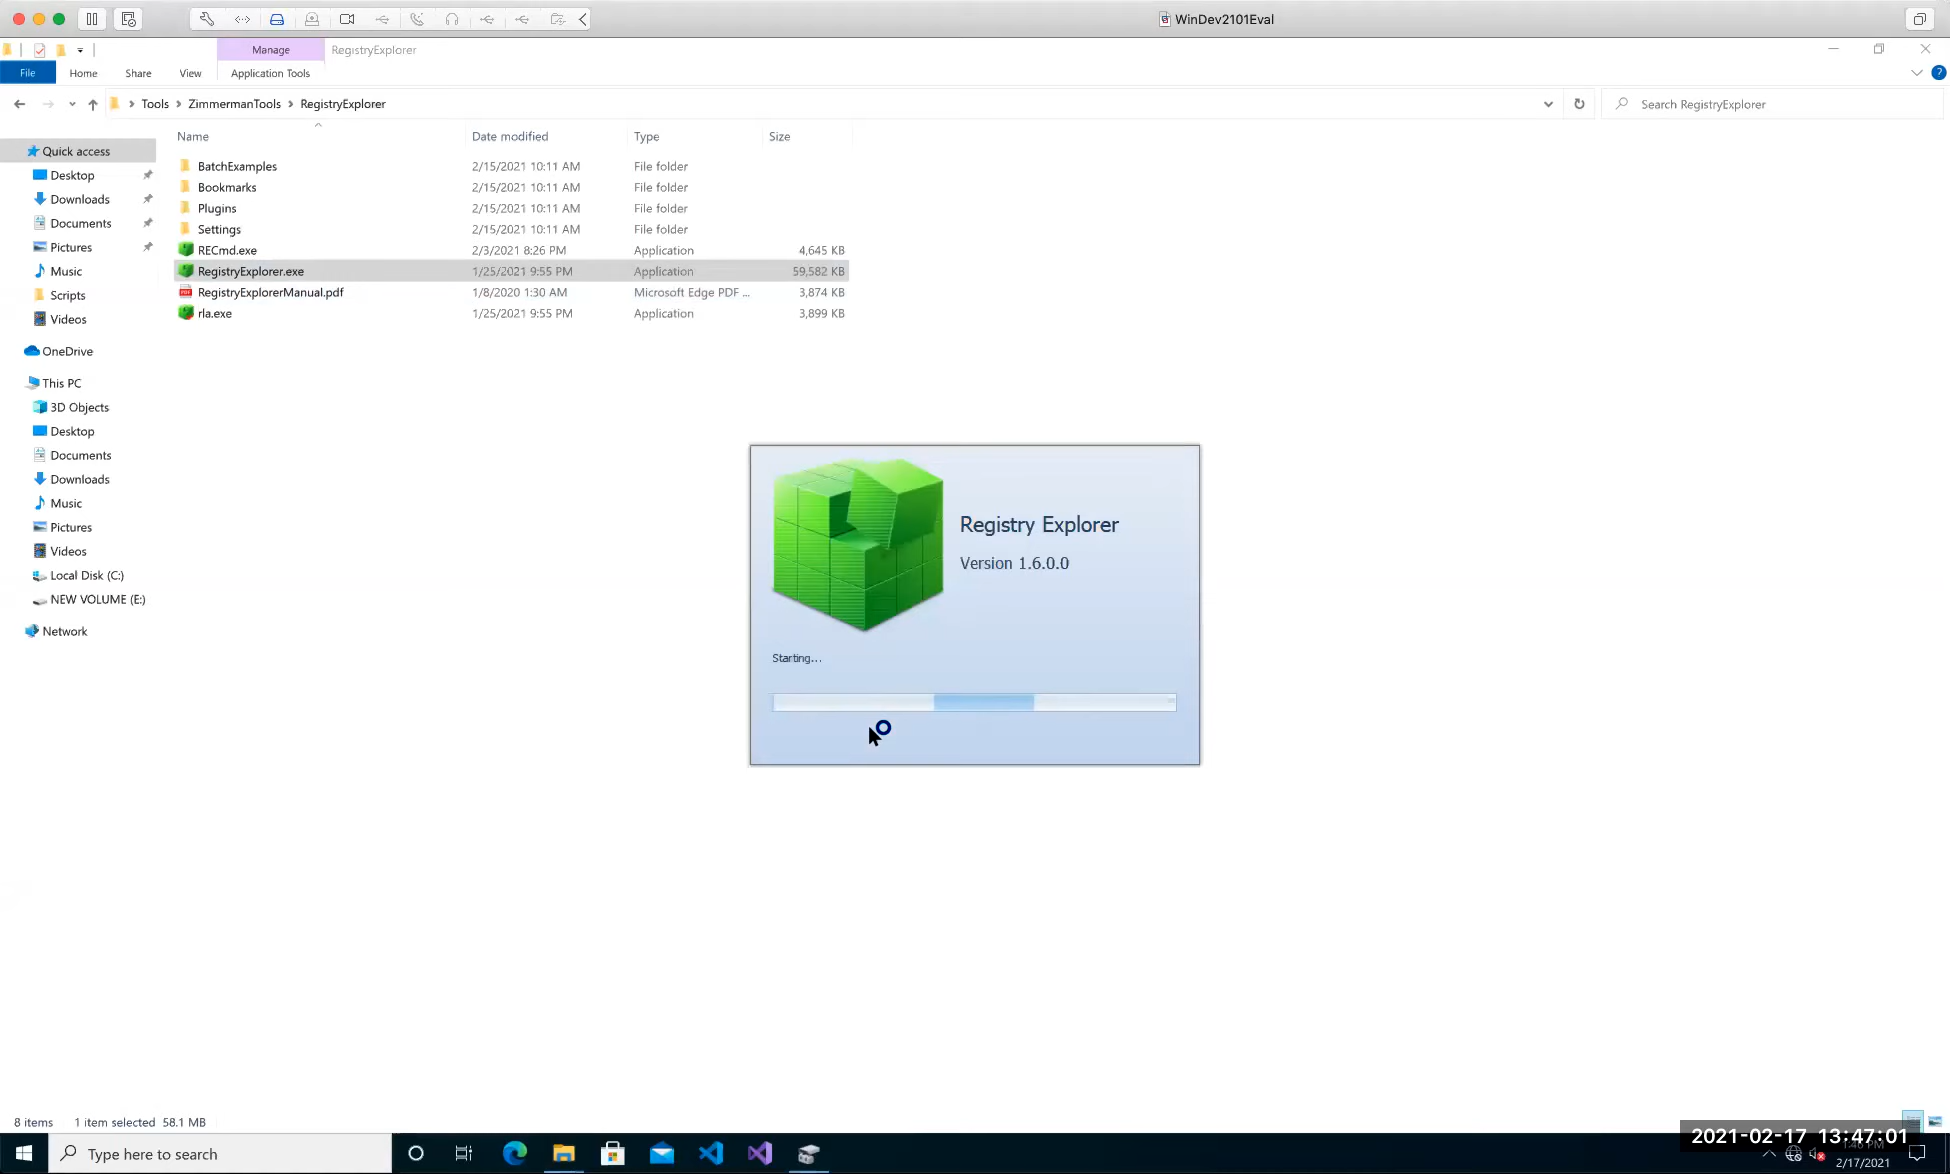 WinDev2101Eval
Manage
RegistryExplorer
File
Home
Share
View
Application Tools
Tools
ZimmermanTools
RegistryExplorer
Search RegistryExplorer
Name
Date modified
Type
Size
Quick access
Desktop
Downloads
Documents
Pictures
Music
Scripts
Videos
OneDrive
This PC
3D Objects
Desktop
Documents
Downloads
Music
Pictures
Videos
Local Disk (C:)
NEW VOLUME (E:)
Network
BatchExamples 2/15/2021 10:11 AM File folder
Bookmarks 2/15/2021 10:11 AM File folder
Plugins 2/15/2021 10:11 AM File folder
Settings 2/15/2021 10:11 AM File folder
RECmd.exe 2/3/2021 8:26 PM Application 4,645 KB
RegistryExplorer.exe 1/25/2021 9:55 PM Application 59,582 KB
RegistryExplorerManual.pdf 1/8/2020 1:30 AM Microsoft Edge PDF ... 3,874 KB
rla.exe 1/25/2021 9:55 PM Application 3,899 KB
Registry Explorer
Version 1.6.0.0
Starting...
8 items 1 item selected 58.1 MB
Type here to search
2021-02-17 13:47:01
2/17/2021